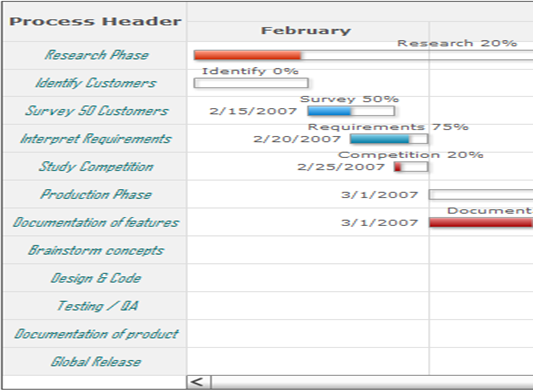 Process Header
February
Research Phase
Research 20%
Identify Customers
Identify 0%
Survey 50 Customers
2/15/2007
Survey 50%
Interpret Requirements
2/20/2007
Requirements 75%
Study Competition
2/25/2007
Competition 20%
Production Phase
3/1/2007
Documentation of features
3/1/2007
Document
Brainstorm concepts
Design & Code
Testing / QA
Documentation of product
Global Release